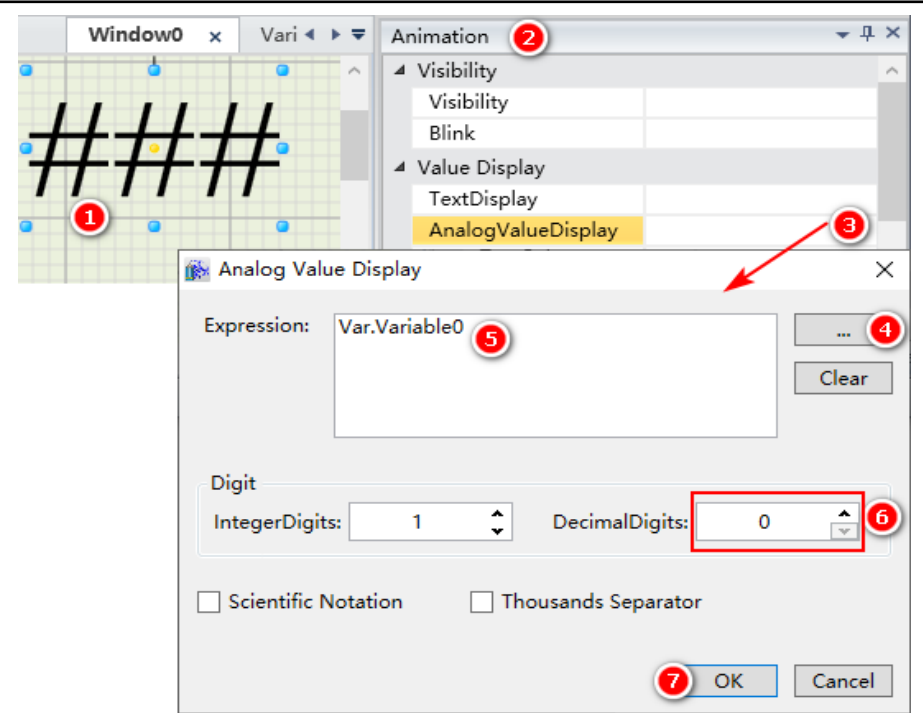 Window0 x Vari
Animation 2
Visibility
Visibility
Blink
Value Display
TextDisplay
AnalogValueDisplay
###
1
3
Analog Value Display
Expression: Var.Variable0 5 ... 4
Clear
Digit
IntegerDigits: 1 DecimalDigits: 0 6
Scientific Notation Thousands Separator
7 OK Cancel